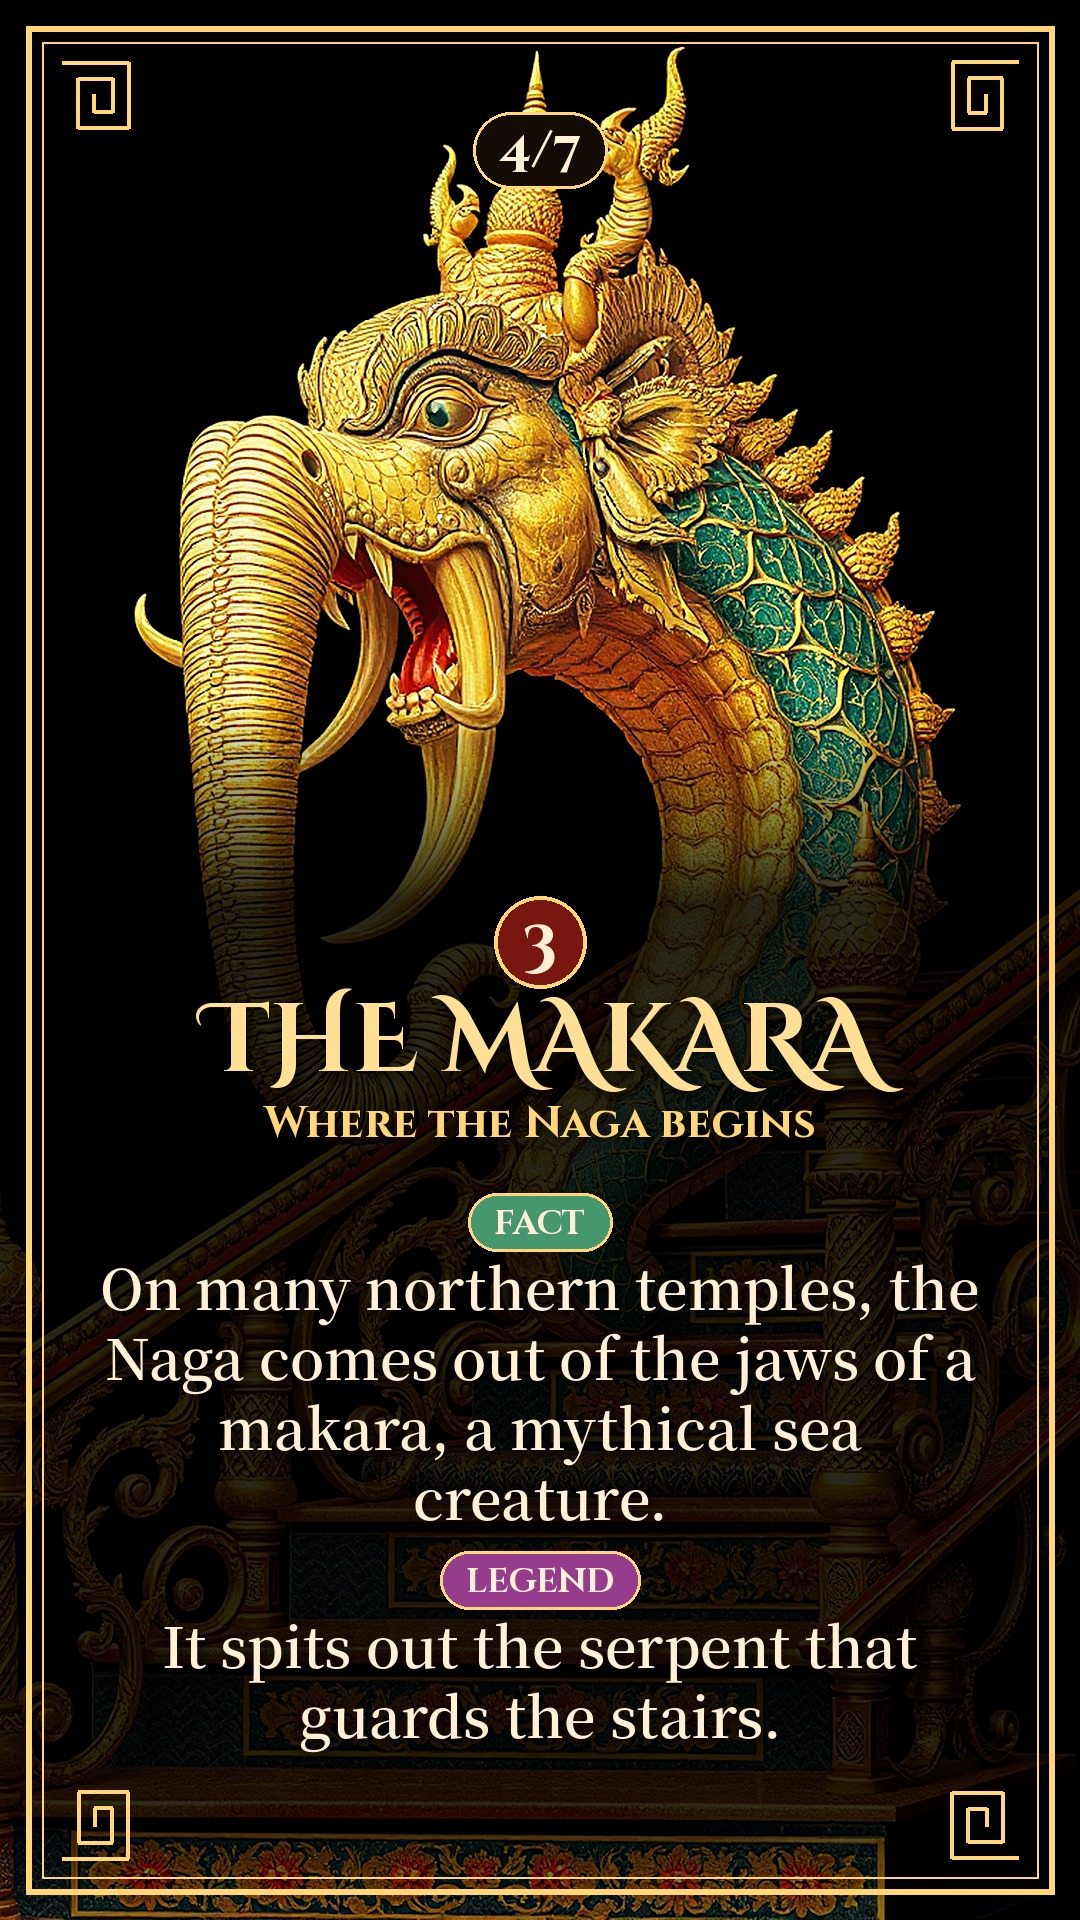 4/7
3
THE MAKARA
WHERE THE NAGA BEGINS
FACT
On many northern temples, the
Naga comes out of the jaws of a
makara, a mythical sea
creature.
LEGEND
It spits out the serpent that
guards the stairs.